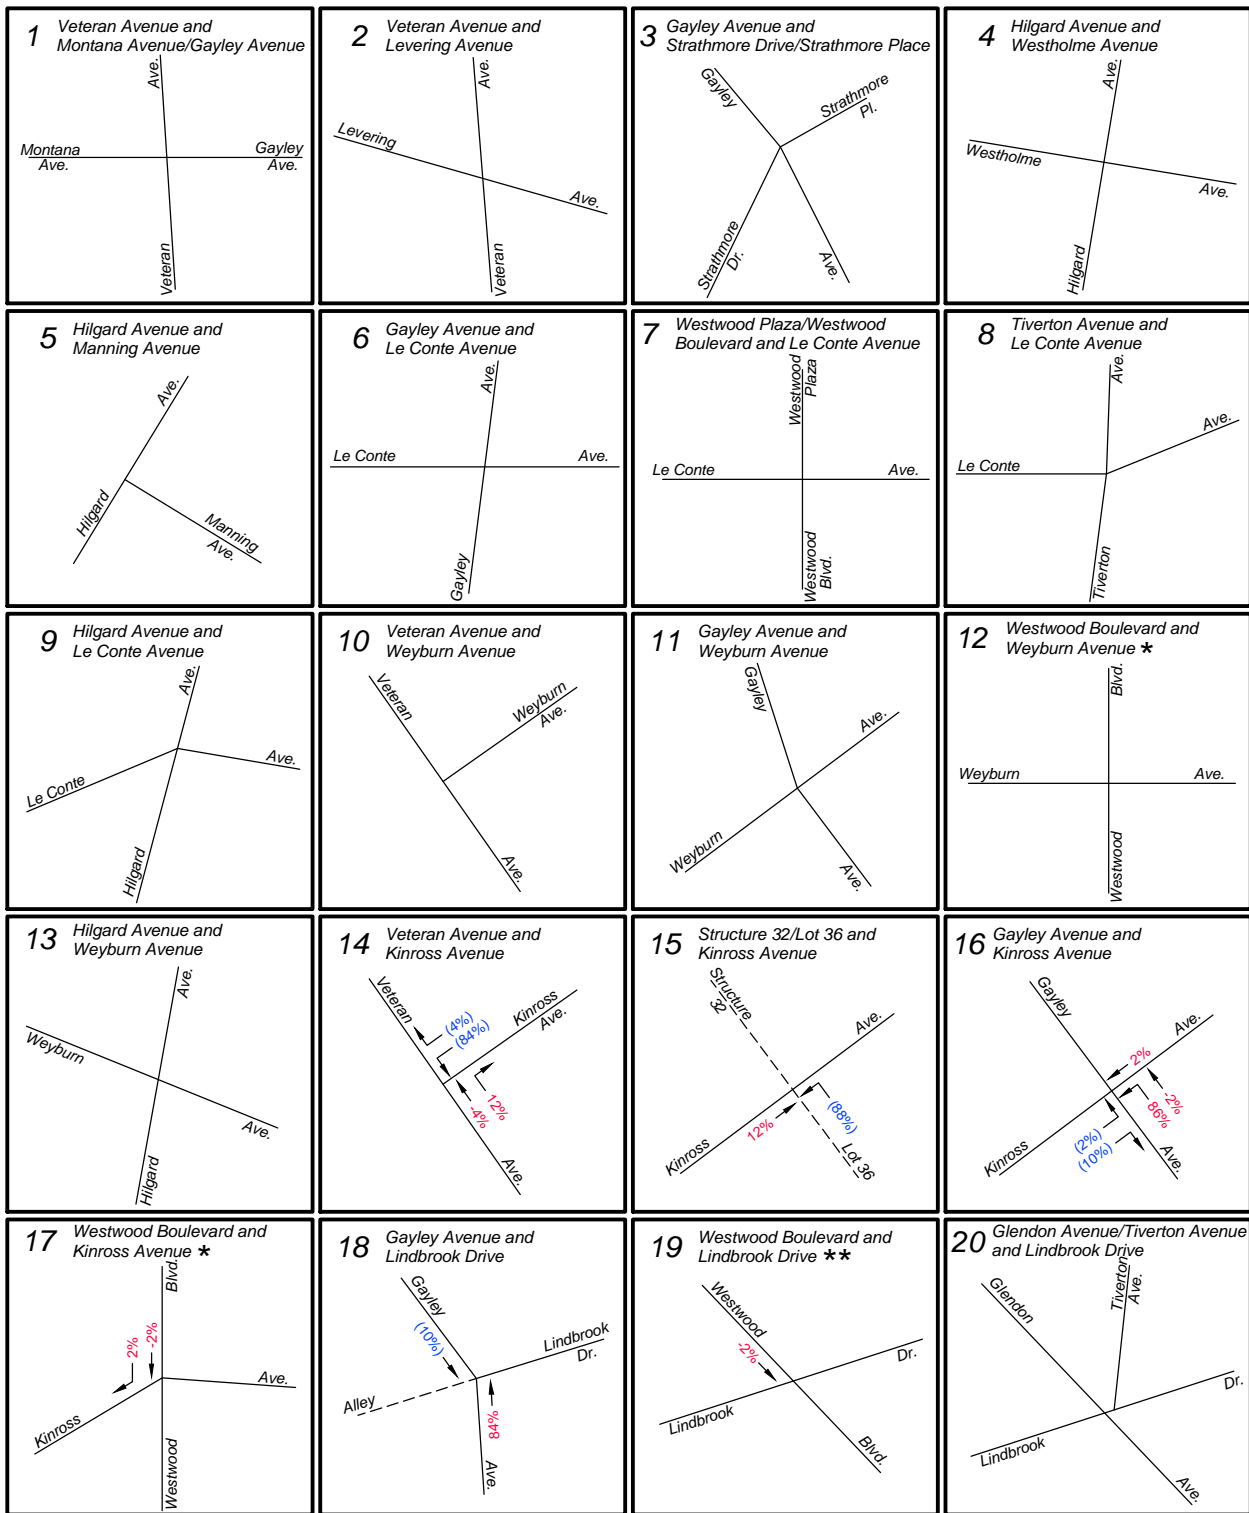 1 Veteran Avenue and
Montana Avenue/Gayley Avenue
Ave.
Montana
Ave.
Gayley
Ave.
Veteran
2 Veteran Avenue and
Levering Avenue
Ave.
Levering
Ave.
Veteran
3 Gayley Avenue and
Strathmore Drive/Strathmore Place
Gayley
Strathmore
Pl.
Strathmore
Dr.
Ave.
4 Hilgard Avenue and
Westholme Avenue
Ave.
Westholme
Ave.
Hilgard
5 Hilgard Avenue and
Manning Avenue
Ave.
Hilgard
Manning
Ave.
6 Gayley Avenue and
Le Conte Avenue
Ave.
Le Conte
Ave.
Gayley
7 Westwood Plaza/Westwood
Boulevard and Le Conte Avenue
Westwood
Plaza
Le Conte
Ave.
Westwood
Blvd.
8 Tiverton Avenue and
Le Conte Avenue
Ave.
Ave.
Le Conte
Tiverton
9 Hilgard Avenue and
Le Conte Avenue
Ave.
Ave.
Le Conte
Hilgard
10 Veteran Avenue and
Weyburn Avenue
Veteran
Weyburn
Ave.
Ave.
11 Gayley Avenue and
Weyburn Avenue
Gayley
Ave.
Weyburn
Ave.
12 Westwood Boulevard and
Weyburn Avenue *
Blvd.
Weyburn
Ave.
Westwood
13 Hilgard Avenue and
Weyburn Avenue
Ave.
Weyburn
Ave.
Hilgard
14 Veteran Avenue and
Kinross Avenue
Veteran
(4%)
(84%)
Kinross
Ave.
12%
-4%
Ave.
15 Structure 32/Lot 36 and
Kinross Avenue
Structure
32
Ave.
12%
(88%)
Kinross
Lot 36
16 Gayley Avenue and
Kinross Avenue
Gayley
Ave.
2%
-2%
86%
(2%)
(10%)
Kinross
Ave.
17 Westwood Boulevard and
Kinross Avenue *
Blvd.
2%
-2%
Ave.
Kinross
Westwood
18 Gayley Avenue and
Lindbrook Drive
Gayley
(10%)
Lindbrook
Dr.
Alley
84%
Ave.
19 Westwood Boulevard and
Lindbrook Drive **
Westwood
-2%
Dr.
Lindbrook
Blvd.
20 Glendon Avenue/Tiverton Avenue
and Lindbrook Drive
Glendon
Tiverton
Ave.
Dr.
Lindbrook
Ave.